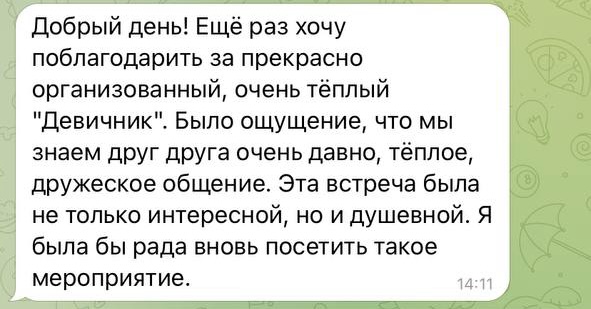 Добрый день! Ещё раз хочу
поблагодарить за прекрасно
организованный, очень тёплый
"Девичник". Было ощущение, что мы
знаем друг друга очень давно, тёплое,
дружеское общение. Эта встреча была
не только интересной, но и душевной. Я
была бы рада вновь посетить такое
мероприятие.
14:11